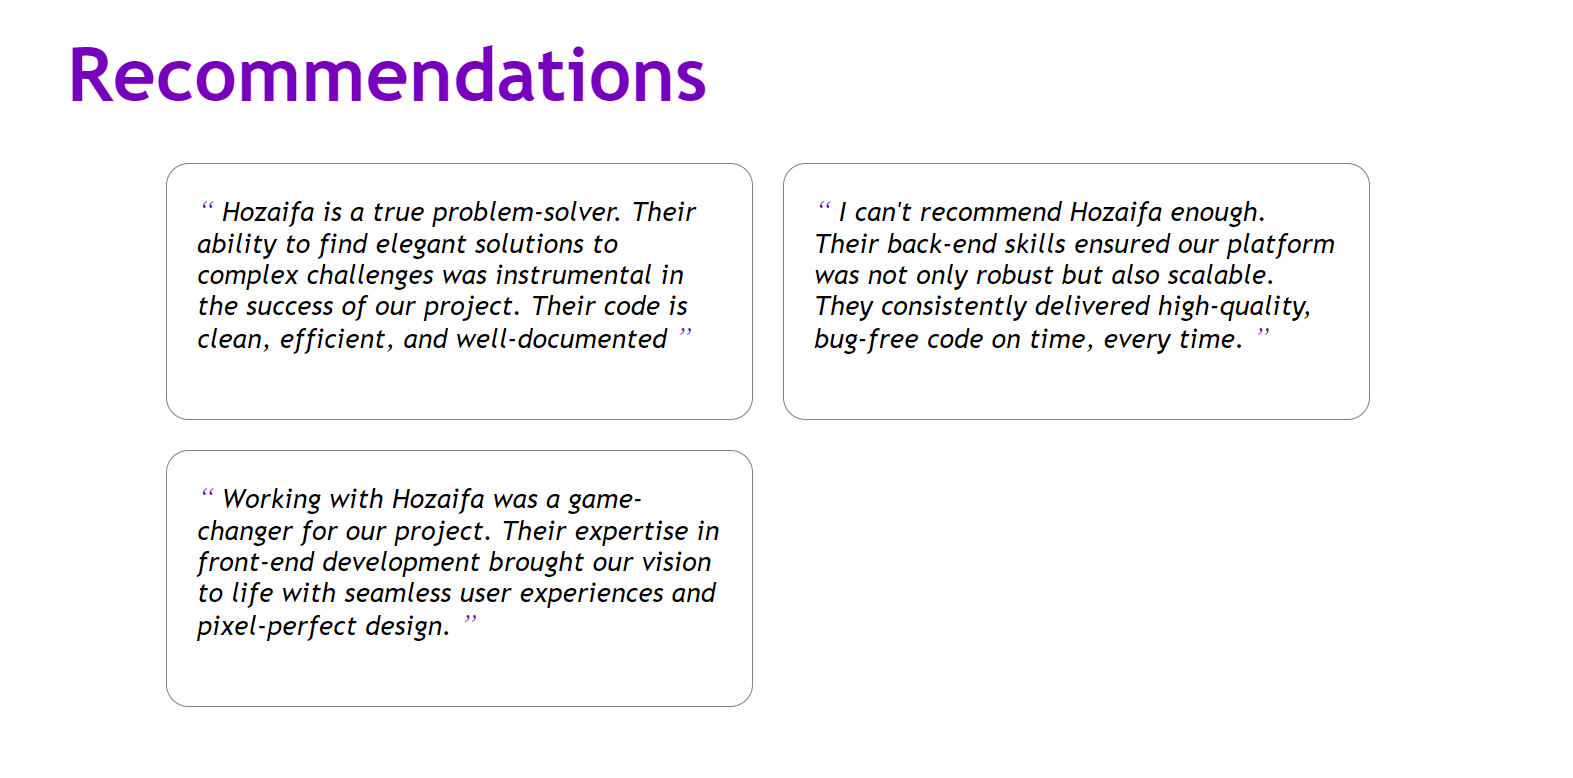 Recommendations
“ Hozaifa is a true problem-solver. Their
ability to find elegant solutions to
complex challenges was instrumental in
the success of our project. Their code is
clean, efficient, and well-documented ”
“ I can't recommend Hozaifa enough.
Their back-end skills ensured our platform
was not only robust but also scalable.
They consistently delivered high-quality,
bug-free code on time, every time. ”
“ Working with Hozaifa was a game-
changer for our project. Their expertise in
front-end development brought our vision
to life with seamless user experiences and
pixel-perfect design. ”